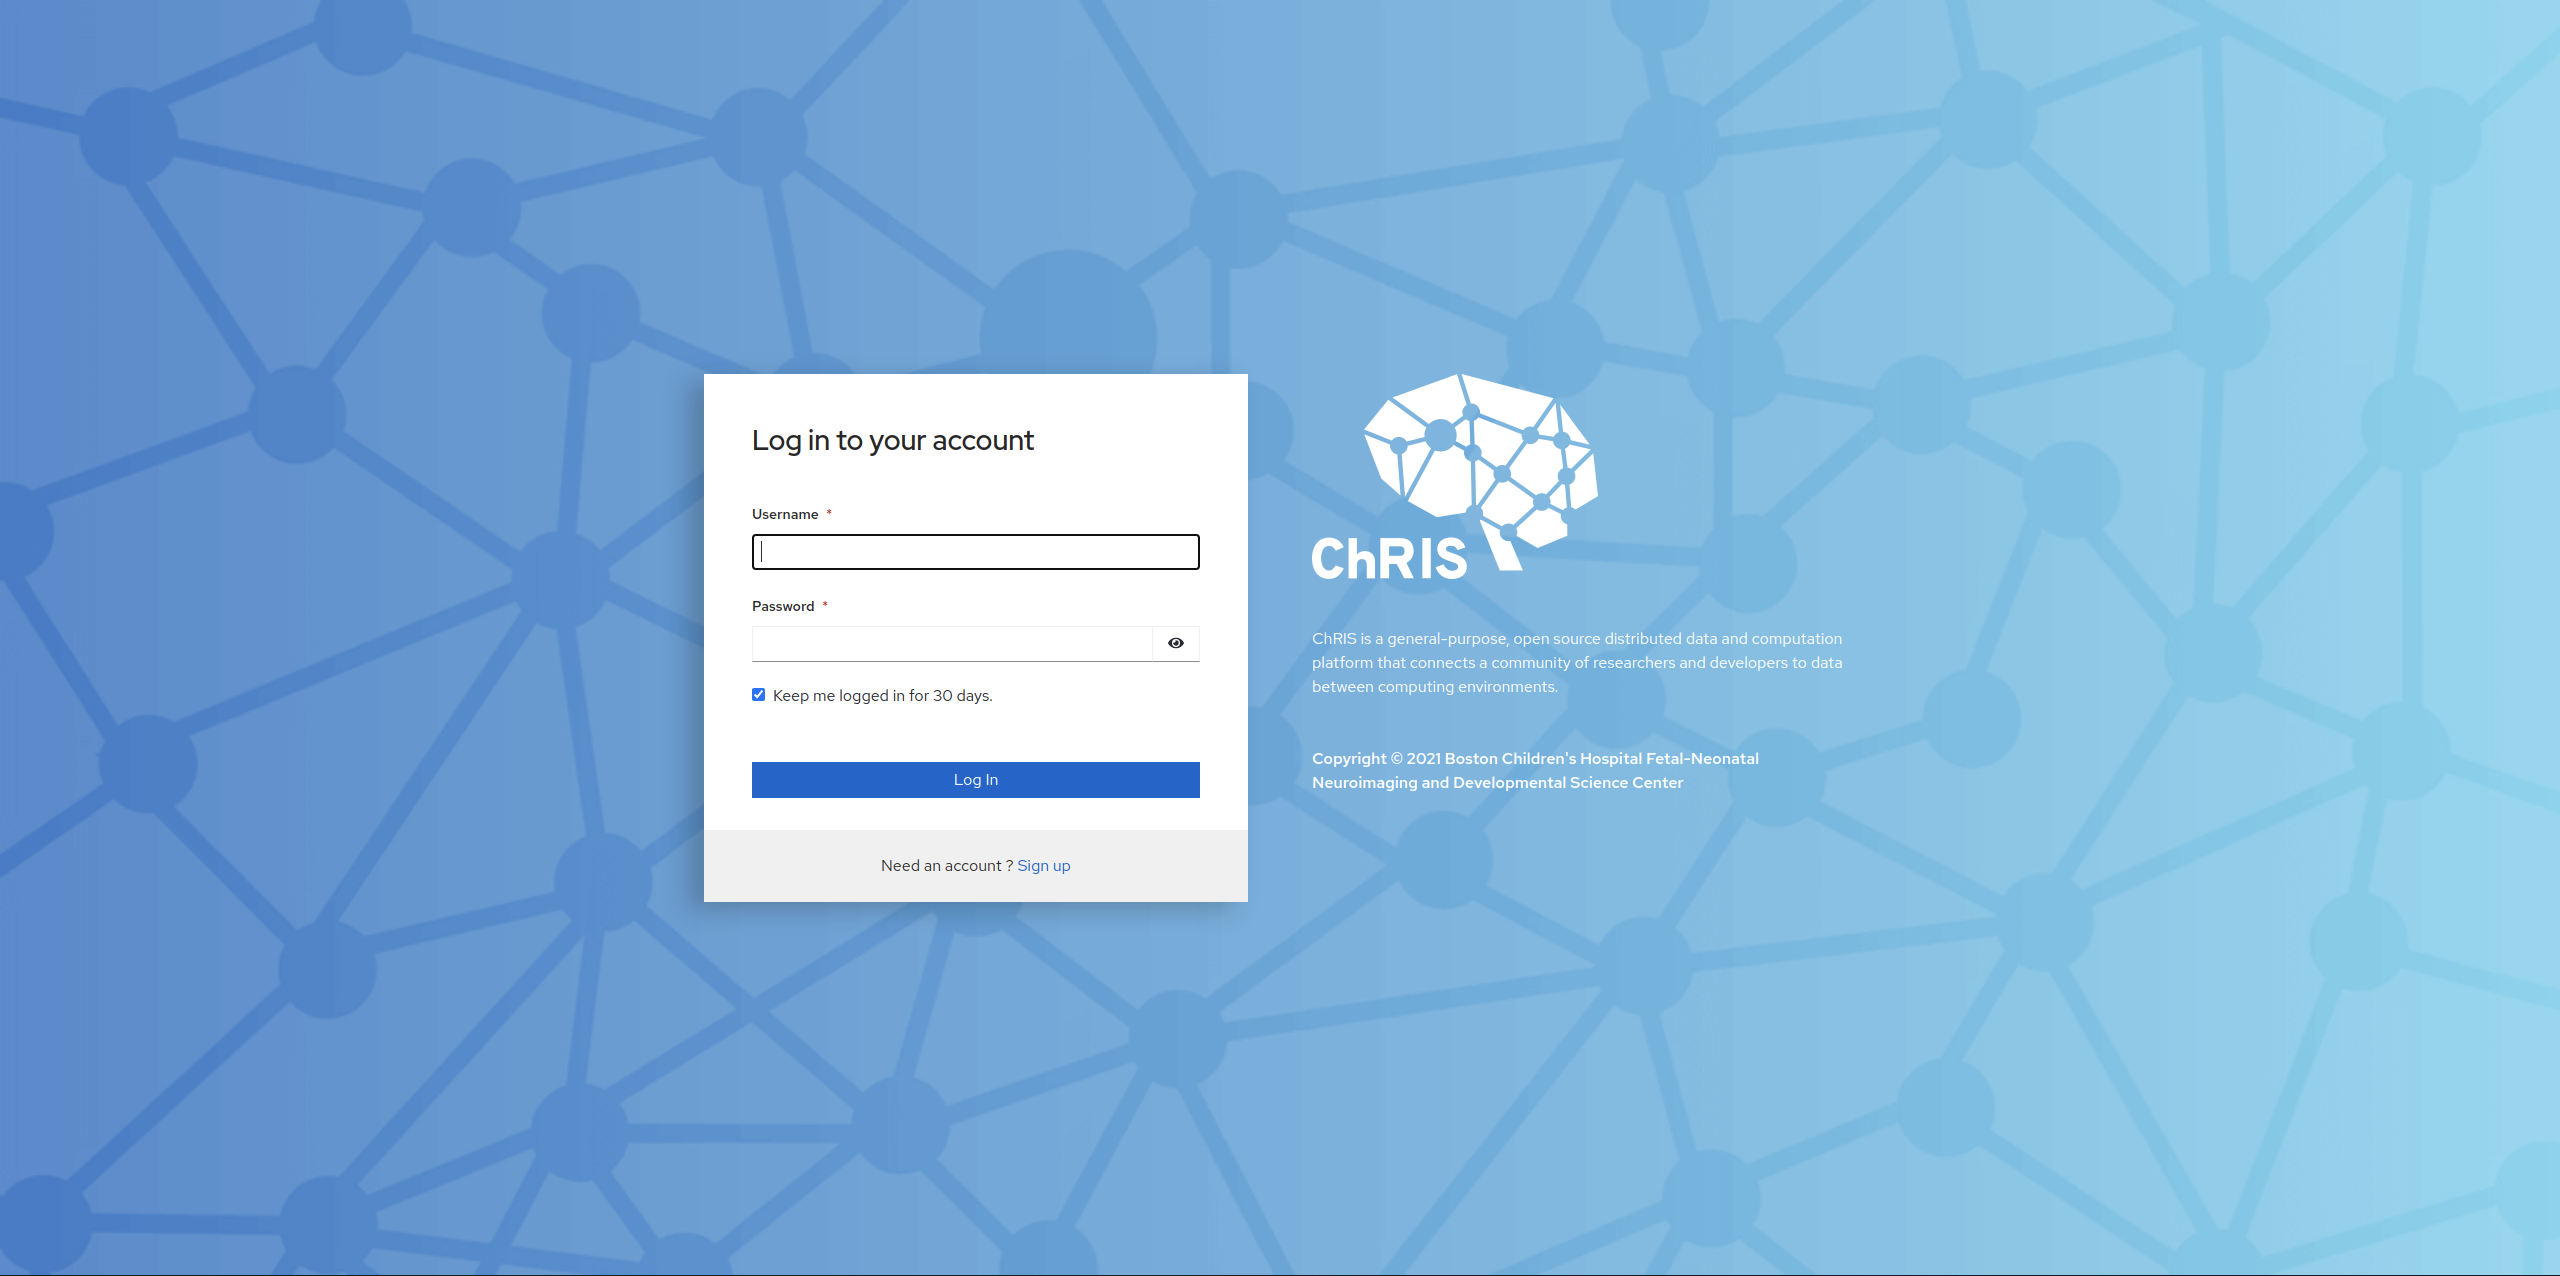 Log in to your account
Username *
Password *
Keep me logged in for 30 days.
Log In
Need an account ? Sign up
ChRIS
ChRIS is a general-purpose, open source distributed data and computation
platform that connects a community of researchers and developers to data
between computing environments.
Copyright © 2021 Boston Children's Hospital Fetal-Neonatal
Neuroimaging and Developmental Science Center